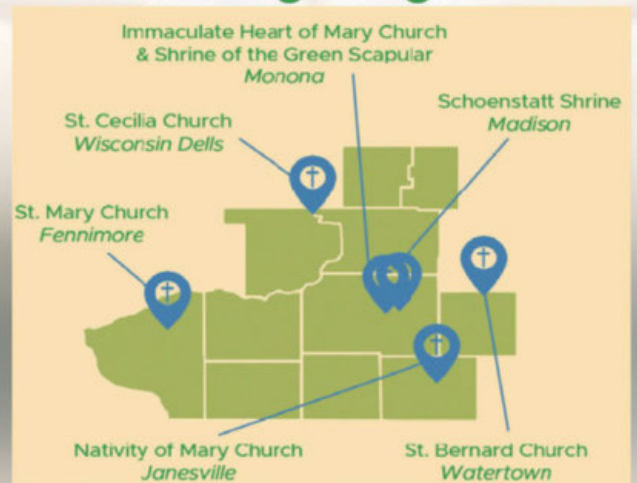 Immaculate Heart of Mary Church
& Shrine of the Green Scapular
Monona
Schoenstatt Shrine
Madison
St. Cecilia Church
Wisconsin Dells
St. Mary Church
Fennimore
Nativity of Mary Church
Janesville
St. Bernard Church
Watertown